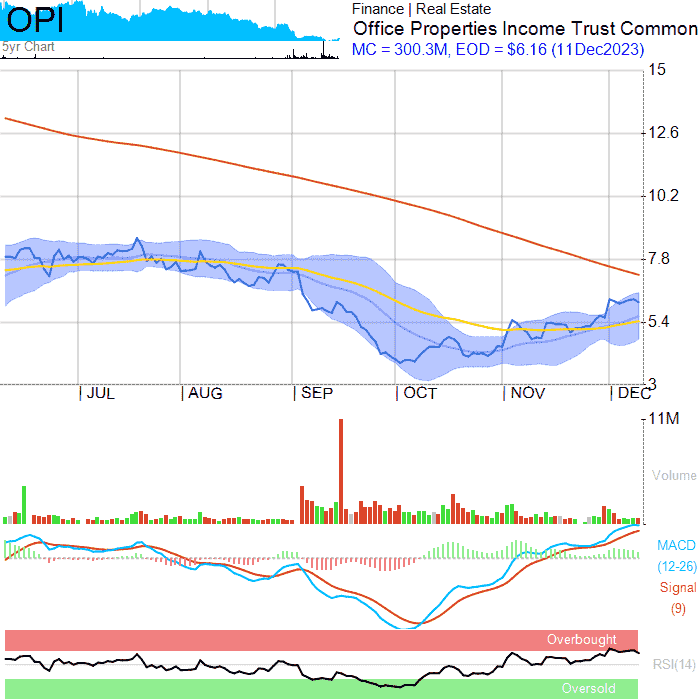 OPI
5yr Chart
Finance | Real Estate
Office Properties Income Trust Common
MC = 300.3M, EOD = $6.16 (11Dec2023)
15
12.6
10.2
7.8
5.4
3
JUL AUG SEP OCT NOV DEC
11M
Volume
MACD
(12-26)
Signal
(9)
Overbought
RSI(14)
Oversold